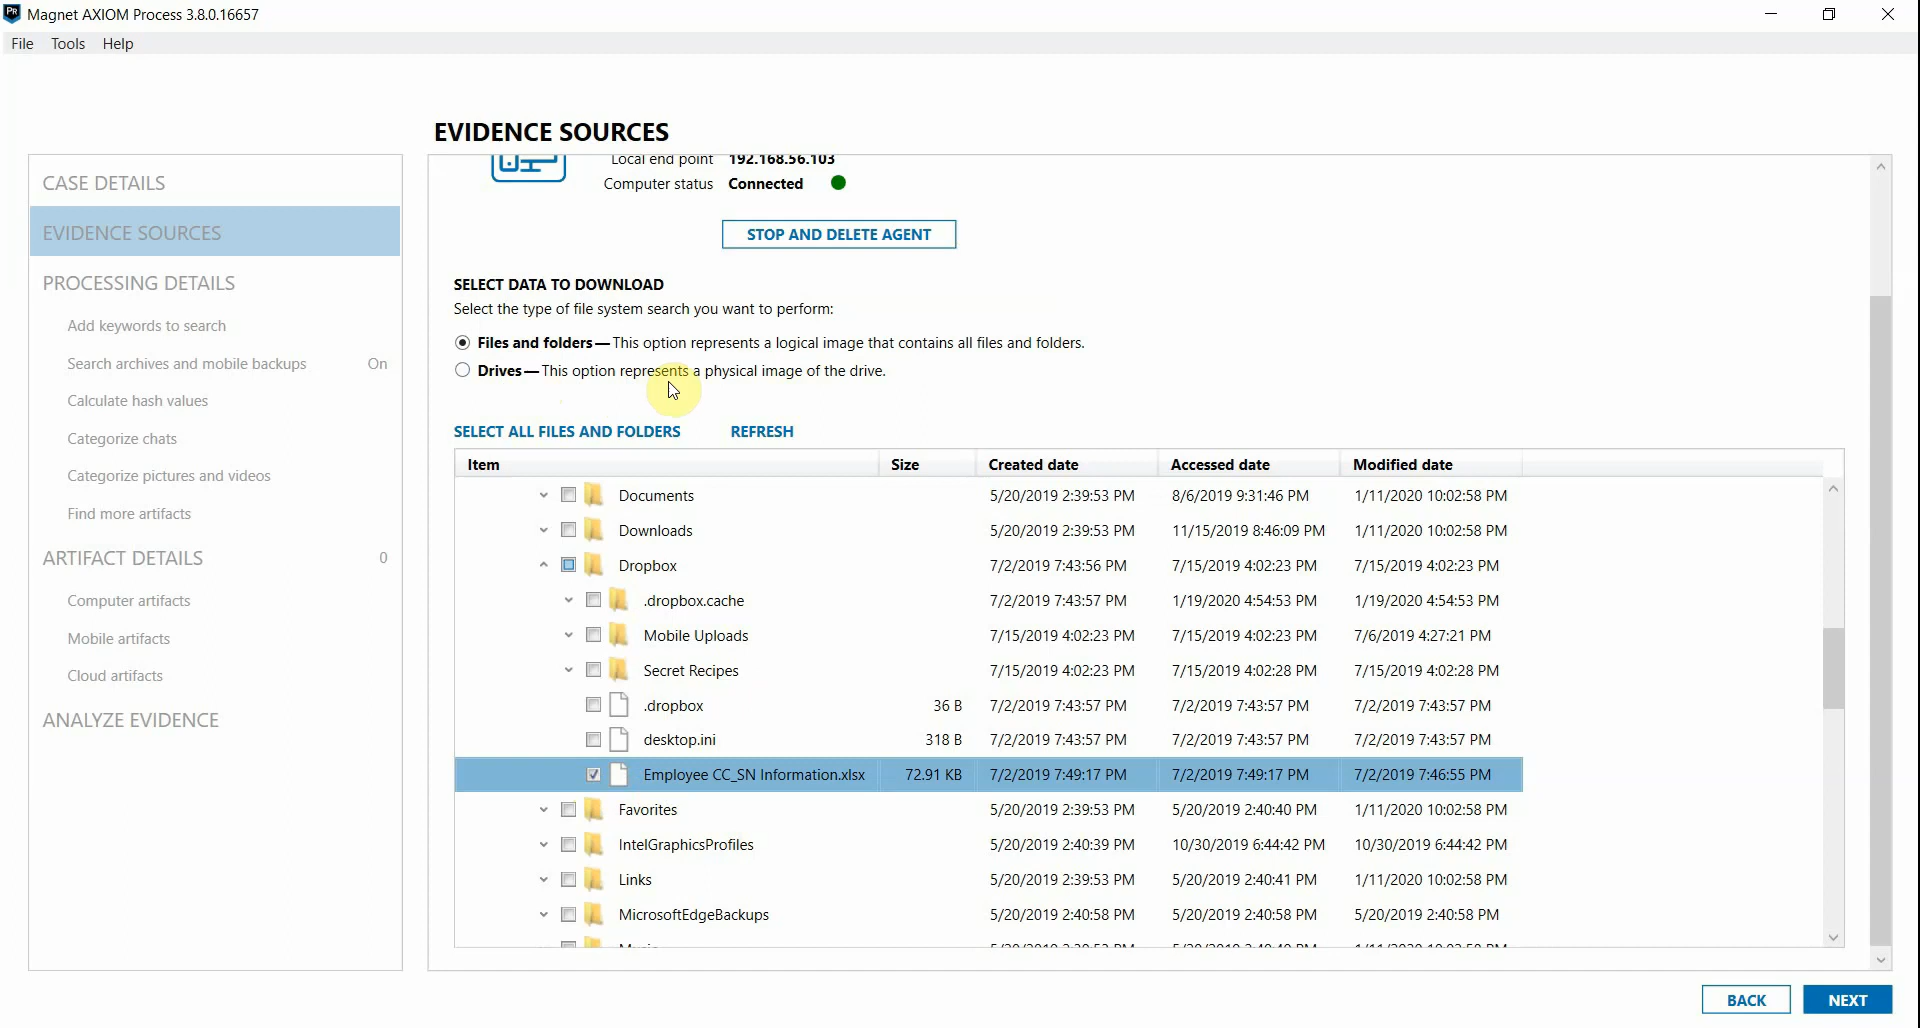 PR Magnet AXIOM Process 3.8.0.16657
File Tools Help
EVIDENCE SOURCES
CASE DETAILS
EVIDENCE SOURCES
PROCESSING DETAILS
Add keywords to search
Search archives and mobile backups On
Calculate hash values
Categorize chats
Categorize pictures and videos
Find more artifacts
ARTIFACT DETAILS 0
Computer artifacts
Mobile artifacts
Cloud artifacts
ANALYZE EVIDENCE
Local end point 192.168.56.103
Computer status Connected
STOP AND DELETE AGENT
SELECT DATA TO DOWNLOAD
Select the type of file system search you want to perform:
Files and folders—This option represents a logical image that contains all files and folders.
Drives—This option represents a physical image of the drive.
SELECT ALL FILES AND FOLDERS REFRESH
Item Size Created date Accessed date Modified date
Documents 5/20/2019 2:39:53 PM 8/6/2019 9:31:46 PM 1/11/2020 10:02:58 PM
Downloads 5/20/2019 2:39:53 PM 11/15/2019 8:46:09 PM 1/11/2020 10:02:58 PM
Dropbox 7/2/2019 7:43:56 PM 7/15/2019 4:02:23 PM 7/15/2019 4:02:23 PM
.dropbox.cache 7/2/2019 7:43:57 PM 1/19/2020 4:54:53 PM 1/19/2020 4:54:53 PM
Mobile Uploads 7/15/2019 4:02:23 PM 7/15/2019 4:02:23 PM 7/6/2019 4:27:21 PM
Secret Recipes 7/15/2019 4:02:23 PM 7/15/2019 4:02:28 PM 7/15/2019 4:02:28 PM
.dropbox 36 B 7/2/2019 7:43:57 PM 7/2/2019 7:43:57 PM 7/2/2019 7:43:57 PM
desktop.ini 318 B 7/2/2019 7:43:57 PM 7/2/2019 7:43:57 PM 7/2/2019 7:43:57 PM
Employee CC_SN Information.xlsx 72.91 KB 7/2/2019 7:49:17 PM 7/2/2019 7:49:17 PM 7/2/2019 7:46:55 PM
Favorites 5/20/2019 2:39:53 PM 5/20/2019 2:40:40 PM 1/11/2020 10:02:58 PM
IntelGraphicsProfiles 5/20/2019 2:40:39 PM 10/30/2019 6:44:42 PM 10/30/2019 6:44:42 PM
Links 5/20/2019 2:39:53 PM 5/20/2019 2:40:41 PM 1/11/2020 10:02:58 PM
MicrosoftEdgeBackups 5/20/2019 2:40:58 PM 5/20/2019 2:40:58 PM 5/20/2019 2:40:58 PM
BACK NEXT